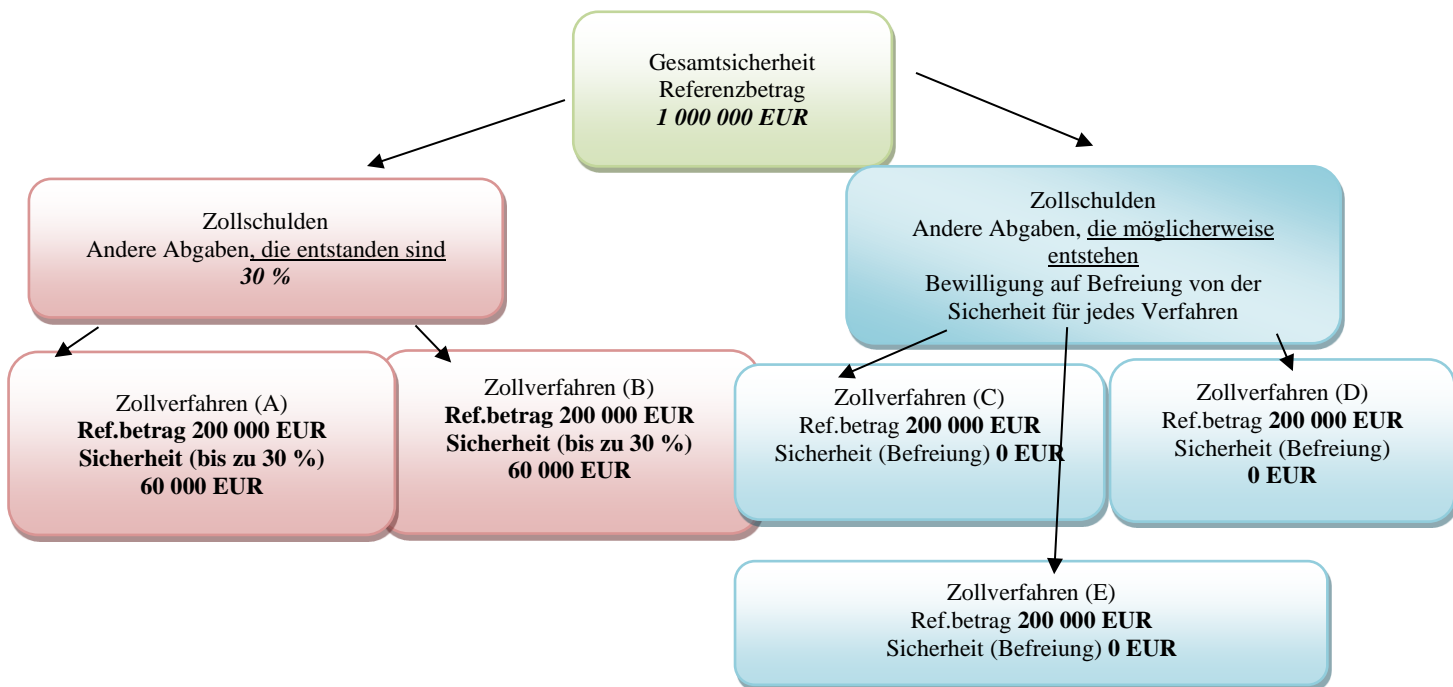 Gesamtsicherheit
Referenzbetrag
1 000 000 EUR
Zollschulden
Andere Abgaben, die entstanden sind
30 %
Zollschulden
Andere Abgaben, die möglicherweise
entstehen
Bewilligung auf Befreiung von der
Sicherheit für jedes Verfahren
Zollverfahren (A)
Ref.betrag 200 000 EUR
Sicherheit (bis zu 30 %)
60 000 EUR
Zollverfahren (B)
Ref.betrag 200 000 EUR
Sicherheit (bis zu 30 %)
60 000 EUR
Zollverfahren (C)
Ref.betrag 200 000 EUR
Sicherheit (Befreiung) 0 EUR
Zollverfahren (D)
Ref.betrag 200 000 EUR
Sicherheit (Befreiung)
0 EUR
Zollverfahren (E)
Ref.betrag 200 000 EUR
Sicherheit (Befreiung) 0 EUR